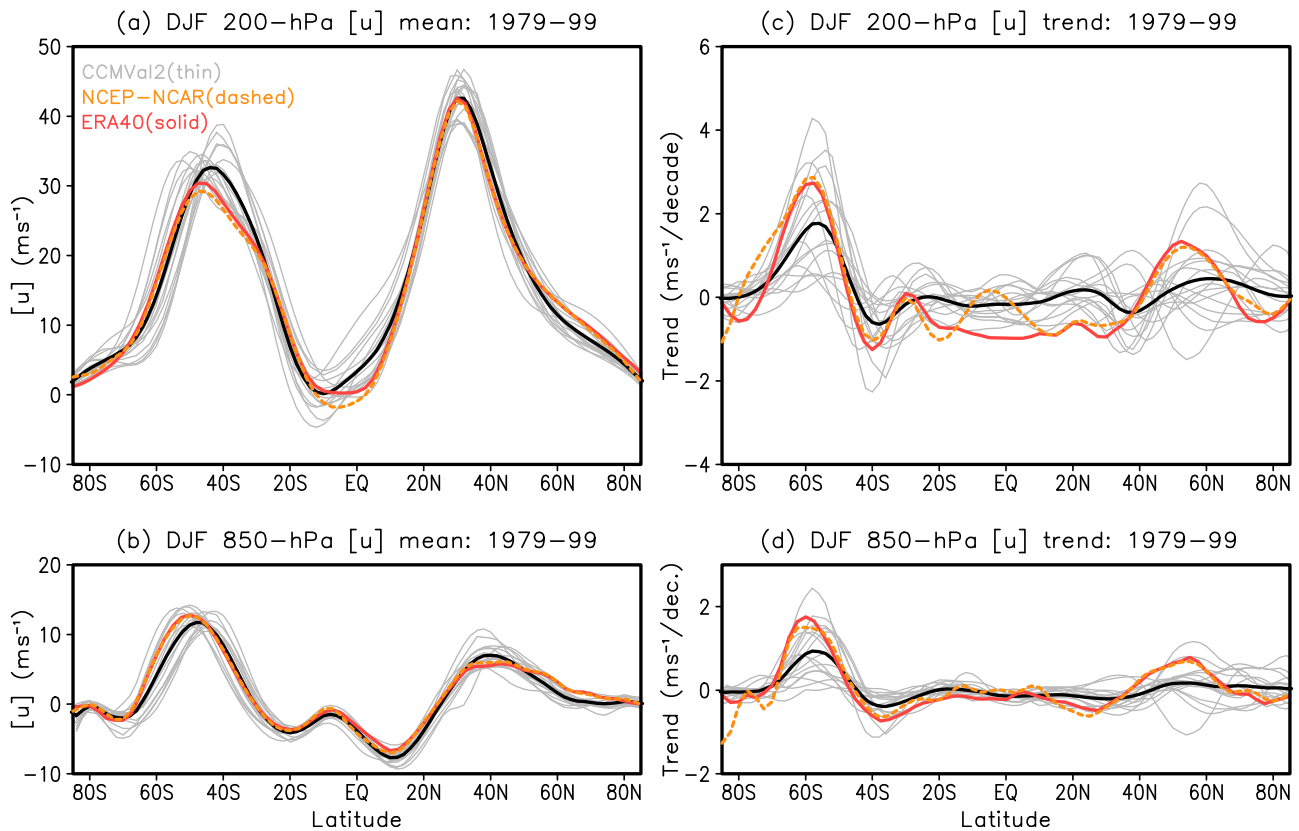 (a) DJF 200-hPa [u] mean: 1979-99
50
40
30
20
10
0
-10
[u] (ms⁻¹)
CCMVal2(thin)
NCEP-NCAR(dashed)
ERA40(solid)
80S 60S 40S 20S EQ 20N 40N 60N 80N
(c) DJF 200-hPa [u] trend: 1979-99
6
4
2
0
-2
-4
Trend (ms⁻¹/decade)
80S 60S 40S 20S EQ 20N 40N 60N 80N
(b) DJF 850-hPa [u] mean: 1979-99
20
10
0
-10
[u] (ms⁻¹)
80S 60S 40S 20S EQ 20N 40N 60N 80N
Latitude
(d) DJF 850-hPa [u] trend: 1979-99
2
0
-2
Trend (ms⁻¹/dec.)
80S 60S 40S 20S EQ 20N 40N 60N 80N
Latitude